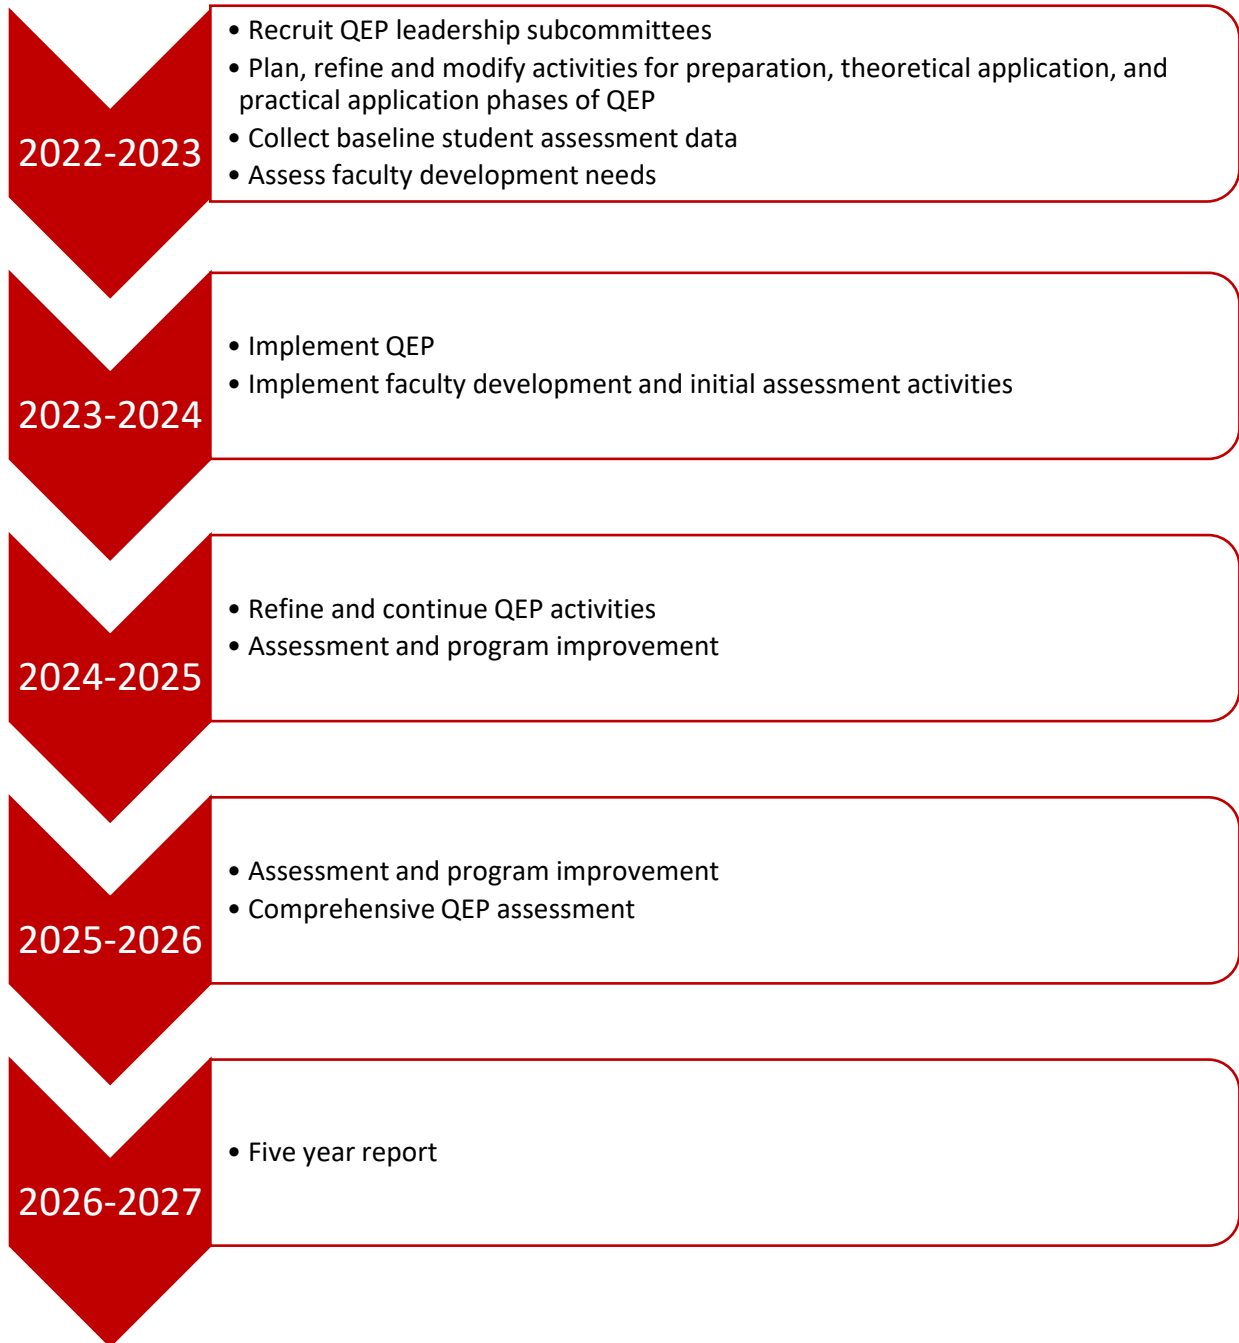 2022-2023
• Recruit QEP leadership subcommittees
• Plan, refine and modify activities for preparation, theoretical application, and
practical application phases of QEP
• Collect baseline student assessment data
• Assess faculty development needs
2023-2024
• Implement QEP
• Implement faculty development and initial assessment activities
2024-2025
• Refine and continue QEP activities
• Assessment and program improvement
2025-2026
• Assessment and program improvement
• Comprehensive QEP assessment
2026-2027
• Five year report